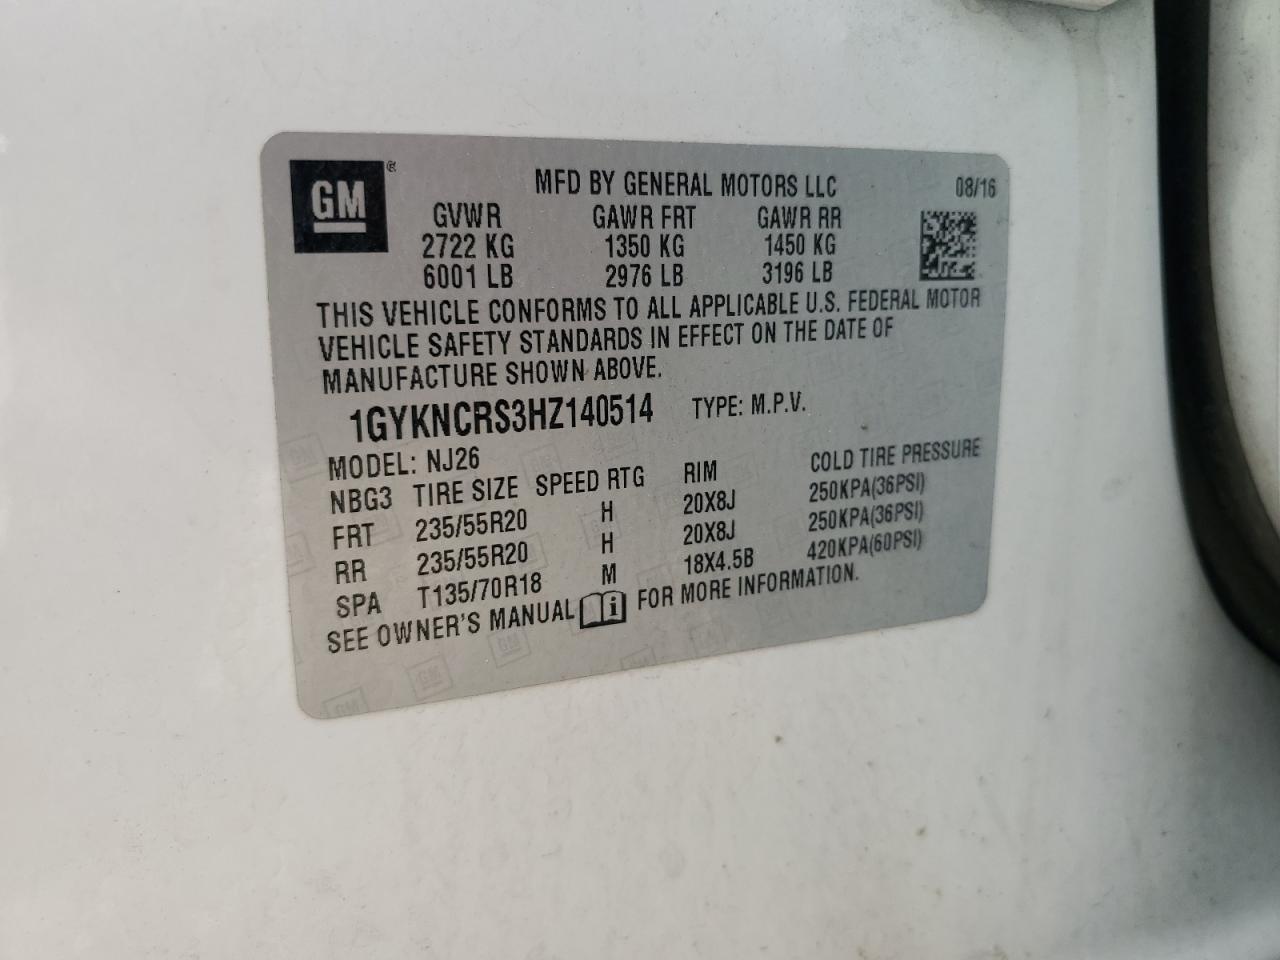 GM ®
MFD BY GENERAL MOTORS LLC 08/16
GVWR GAWR FRT GAWR RR
2722 KG 1350 KG 1450 KG
6001 LB 2976 LB 3196 LB
THIS VEHICLE CONFORMS TO ALL APPLICABLE U.S. FEDERAL MOTOR
VEHICLE SAFETY STANDARDS IN EFFECT ON THE DATE OF
MANUFACTURE SHOWN ABOVE.
1GYKNCRS3HZ140514 TYPE: M.P.V.
MODEL: NJ26
NBG3 TIRE SIZE SPEED RTG RIM COLD TIRE PRESSURE
FRT 235/55R20 H 20X8J 250KPA(36PSI)
RR 235/55R20 H 20X8J 250KPA(36PSI)
SPA T135/70R18 M 18X4.5B 420KPA(60PSI)
SEE OWNER'S MANUAL i FOR MORE INFORMATION.